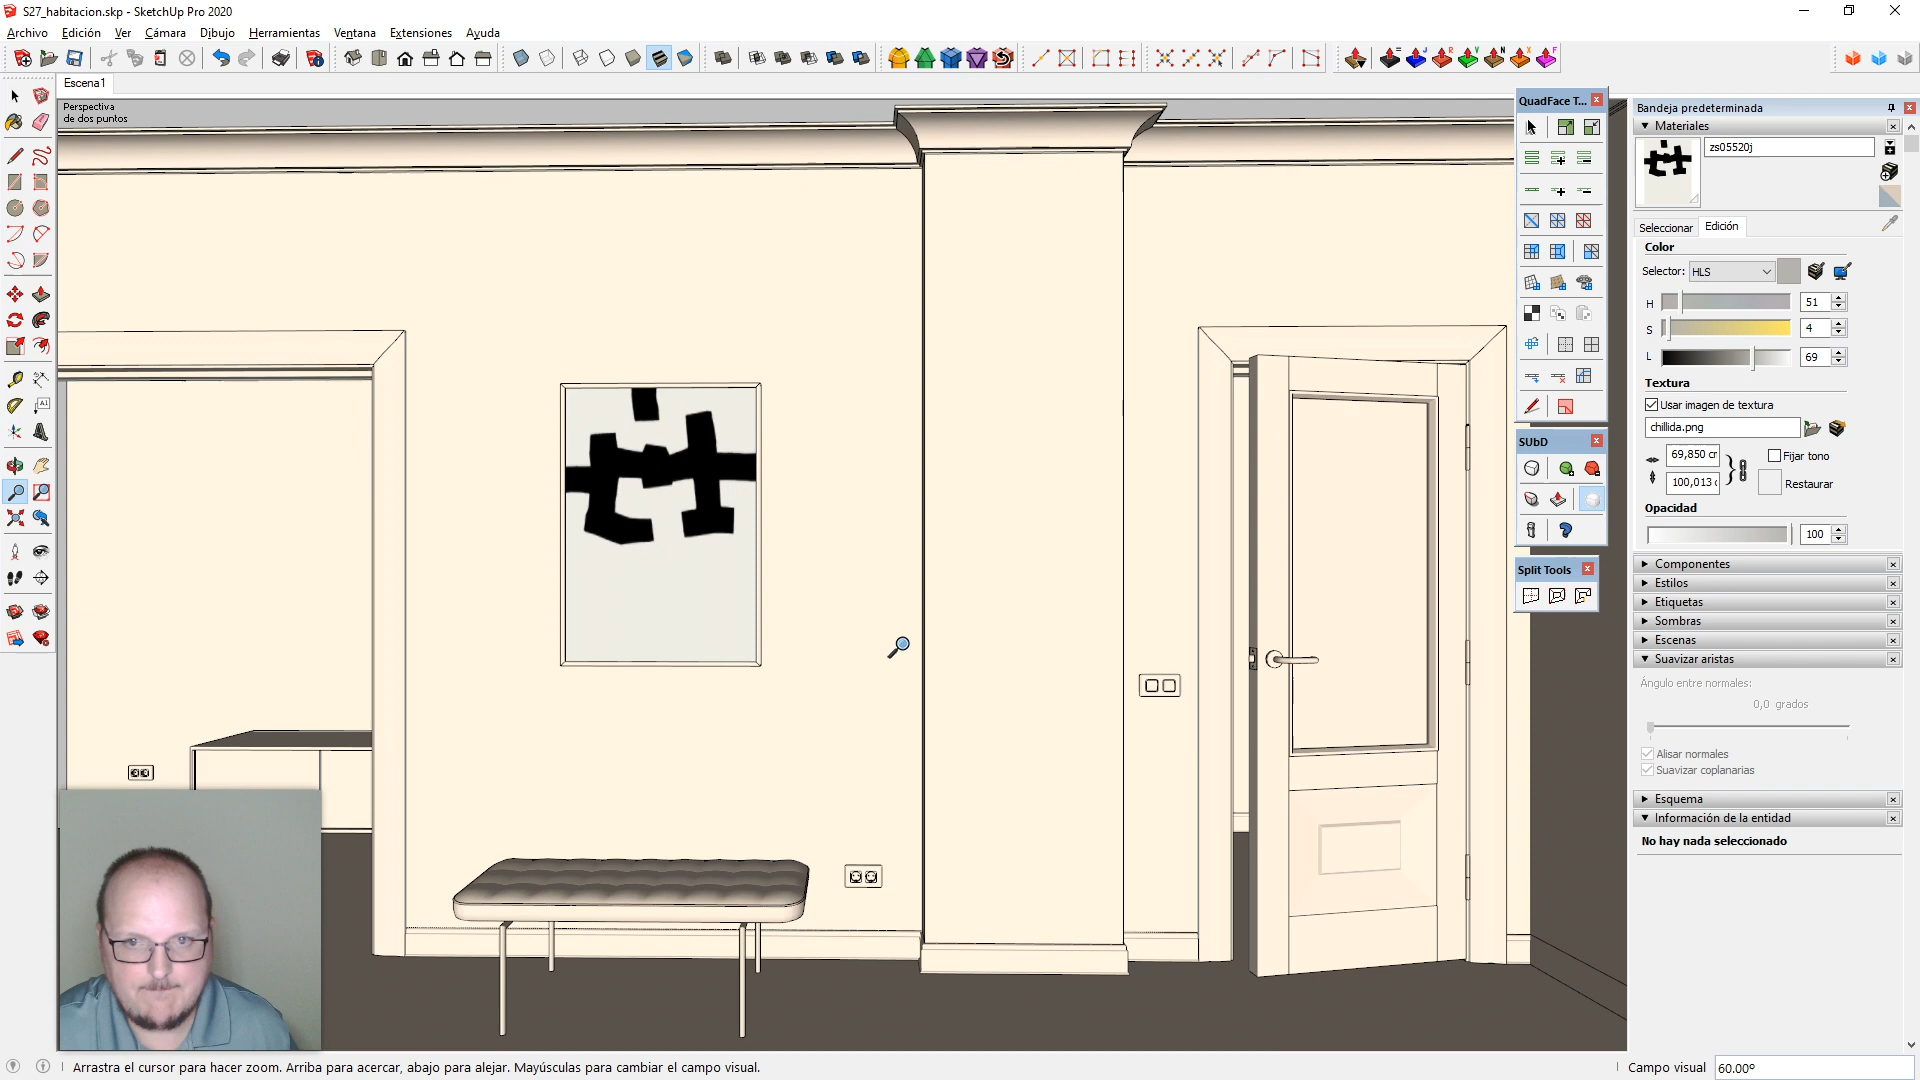 S27_habitacion.skp - SketchUp Pro 2020
Archivo Edición Ver Cámara Dibujo Herramientas Ventana Extensiones Ayuda
Escena1
Perspectiva
de dos puntos
QuadFace T...
SUbD
Split Tools
Bandeja predeterminada
Materiales
zs05520j
Seleccionar Edición
Color
Selector: HLS
H 51
S 4
L 69
Textura
Usar imagen de textura
chillida.png
69,850 cr
Fijar tono
100,013 c
Restaurar
Opacidad
100
Componentes
Estilos
Etiquetas
Sombras
Escenas
Suavizar aristas
Ángulo entre normales:
0,0 grados
Alisar normales
Suavizar coplanarias
Esquema
Información de la entidad
No hay nada seleccionado
Arrastra el cursor para hacer zoom. Arriba para acercar, abajo para alejar. Mayúsculas para cambiar el campo visual.
Campo visual 60.00º